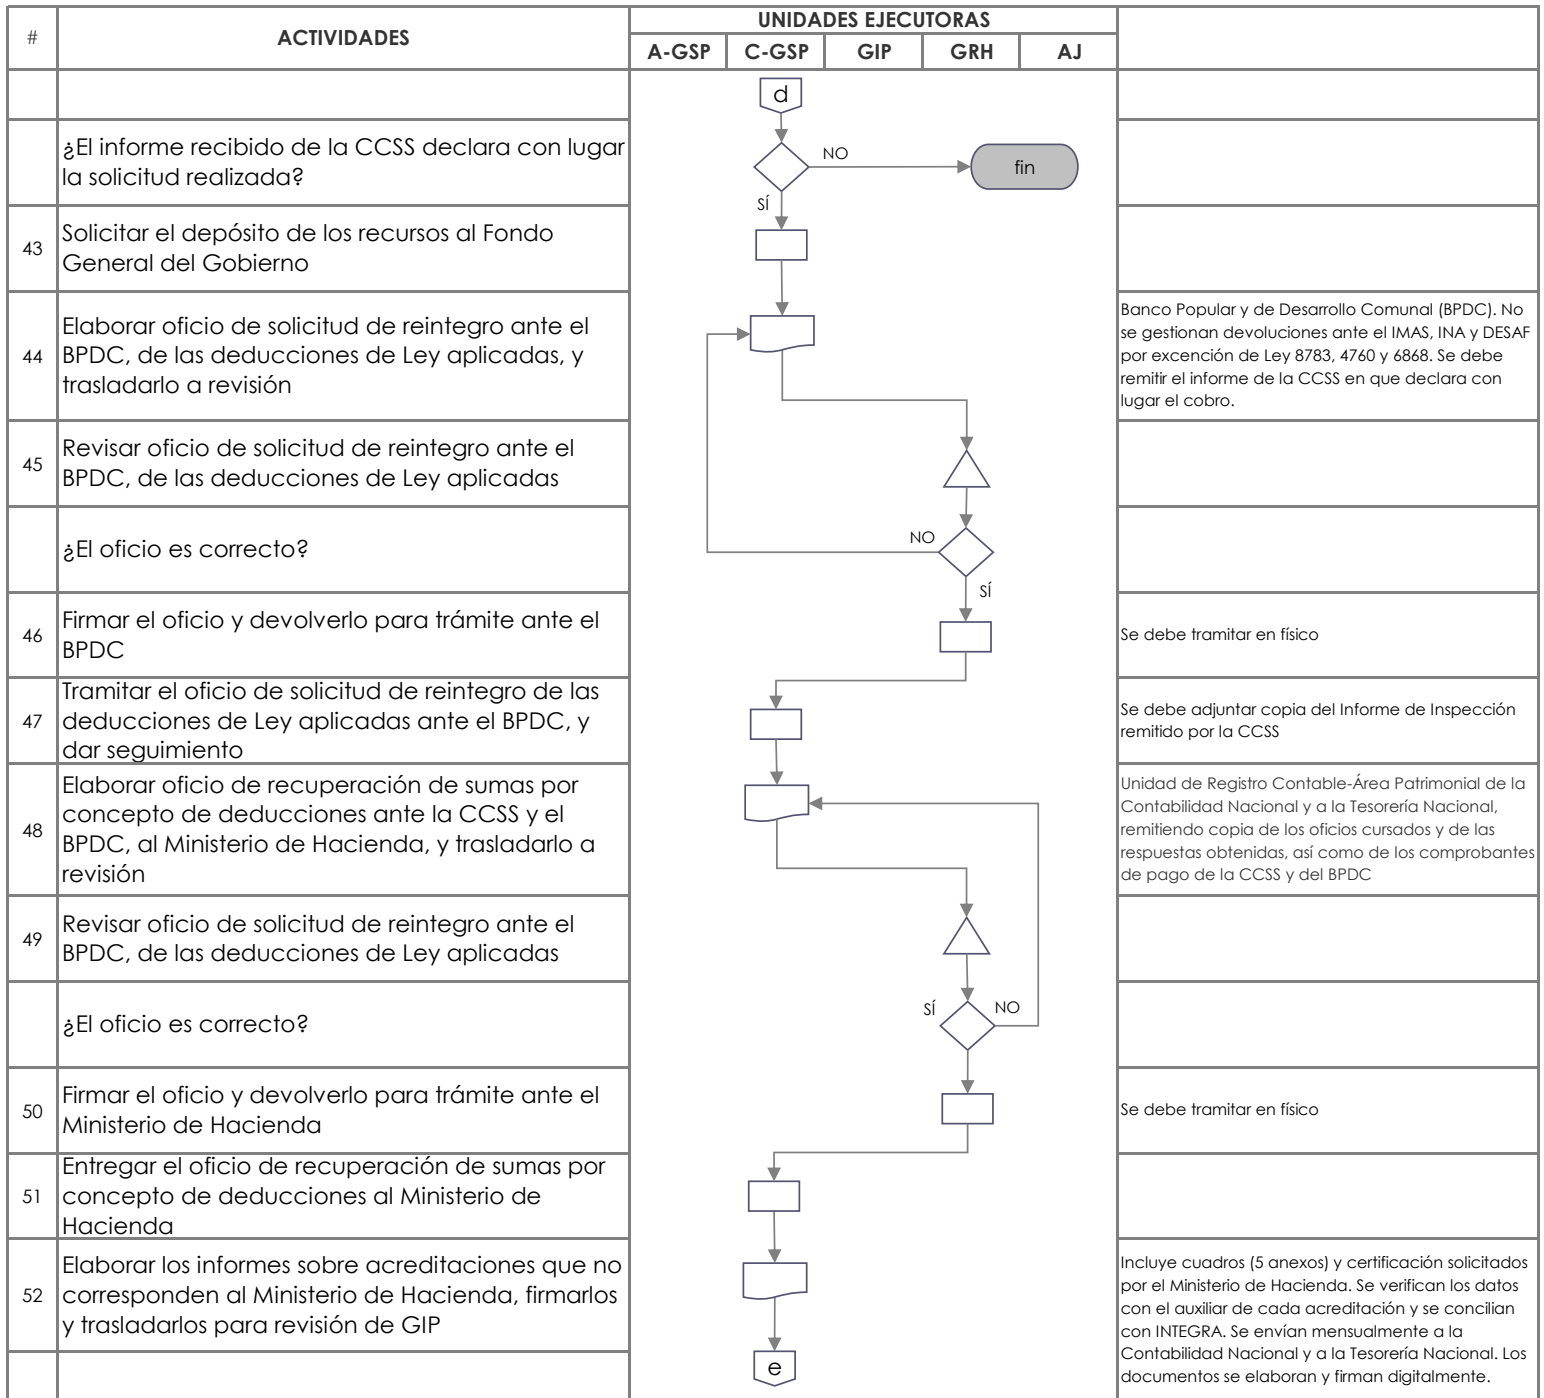 #
ACTIVIDADES
UNIDADES EJECUTORAS
A-GSP
C-GSP
GIP
GRH
AJ
d
¿El informe recibido de la CCSS declara con lugar
la solicitud realizada?
NO
fin
SÍ
43
Solicitar el depósito de los recursos al Fondo
General del Gobierno
44
Elaborar oficio de solicitud de reintegro ante el
BPDC, de las deducciones de Ley aplicadas, y
trasladarlo a revisión
Banco Popular y de Desarrollo Comunal (BPDC). No
se gestionan devoluciones ante el IMAS, INA y DESAF
por excención de Ley 8783, 4760 y 6868. Se debe
remitir el informe de la CCSS en que declara con
lugar el cobro.
45
Revisar oficio de solicitud de reintegro ante el
BPDC, de las deducciones de Ley aplicadas
¿El oficio es correcto?
NO
SÍ
46
Firmar el oficio y devolverlo para trámite ante el
BPDC
Se debe tramitar en físico
47
Tramitar el oficio de solicitud de reintegro de las
deducciones de Ley aplicadas ante el BPDC, y
dar seguimiento
Se debe adjuntar copia del Informe de Inspección
remitido por la CCSS
48
Elaborar oficio de recuperación de sumas por
concepto de deducciones ante la CCSS y el
BPDC, al Ministerio de Hacienda, y trasladarlo a
revisión
Unidad de Registro Contable-Área Patrimonial de la
Contabilidad Nacional y a la Tesorería Nacional,
remitiendo copia de los oficios cursados y de las
respuestas obtenidas, así como de los comprobantes
de pago de la CCSS y del BPDC
49
Revisar oficio de solicitud de reintegro ante el
BPDC, de las deducciones de Ley aplicadas
¿El oficio es correcto?
SÍ
NO
50
Firmar el oficio y devolverlo para trámite ante el
Ministerio de Hacienda
Se debe tramitar en físico
51
Entregar el oficio de recuperación de sumas por
concepto de deducciones al Ministerio de
Hacienda
52
Elaborar los informes sobre acreditaciones que no
corresponden al Ministerio de Hacienda, firmarlos
y trasladarlos para revisión de GIP
Incluye cuadros (5 anexos) y certificación solicitados
por el Ministerio de Hacienda. Se verifican los datos
con el auxiliar de cada acreditación y se concilian
con INTEGRA. Se envían mensualmente a la
Contabilidad Nacional y a la Tesorería Nacional. Los
documentos se elaboran y firman digitalmente.
e